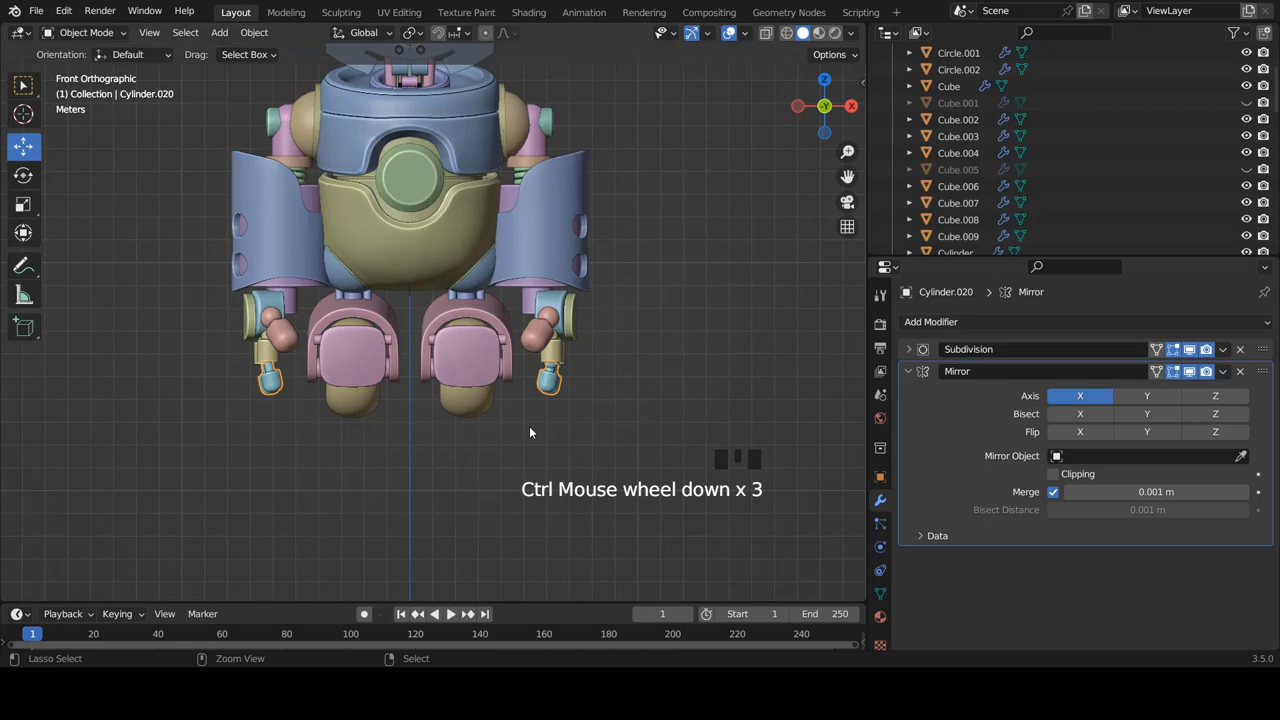 File Edit Render Window Help Layout Modeling Sculpting UV Editing Texture Paint Shading Animation Rendering Compositing Geometry Nodes Scripting + Scene ViewLayer
Object Mode View Select Add Object Global
Orientation: Default Drag: Select Box Options
Front Orthographic
(1) Collection | Cylinder.020
Meters
Z
X
-Y
Circle.001
Circle.002
Cube
Cube.001
Cube.002
Cube.003
Cube.004
Cube.005
Cube.006
Cube.007
Cube.008
Cube.009
Cylinder
Cylinder.020 > Mirror
Add Modifier
Subdivision
Mirror
Axis X Y Z
Bisect X Y Z
Flip X Y Z
Mirror Object
Clipping
Merge 0.001 m
Bisect Distance 0.001 m
Data
Ctrl Mouse wheel down x 3
Playback Keying View Marker 1 Start 1 End 250
1 20 40 60 80 100 120 140 160 180 200 220 240
Lasso Select Zoom View Select 3.5.0